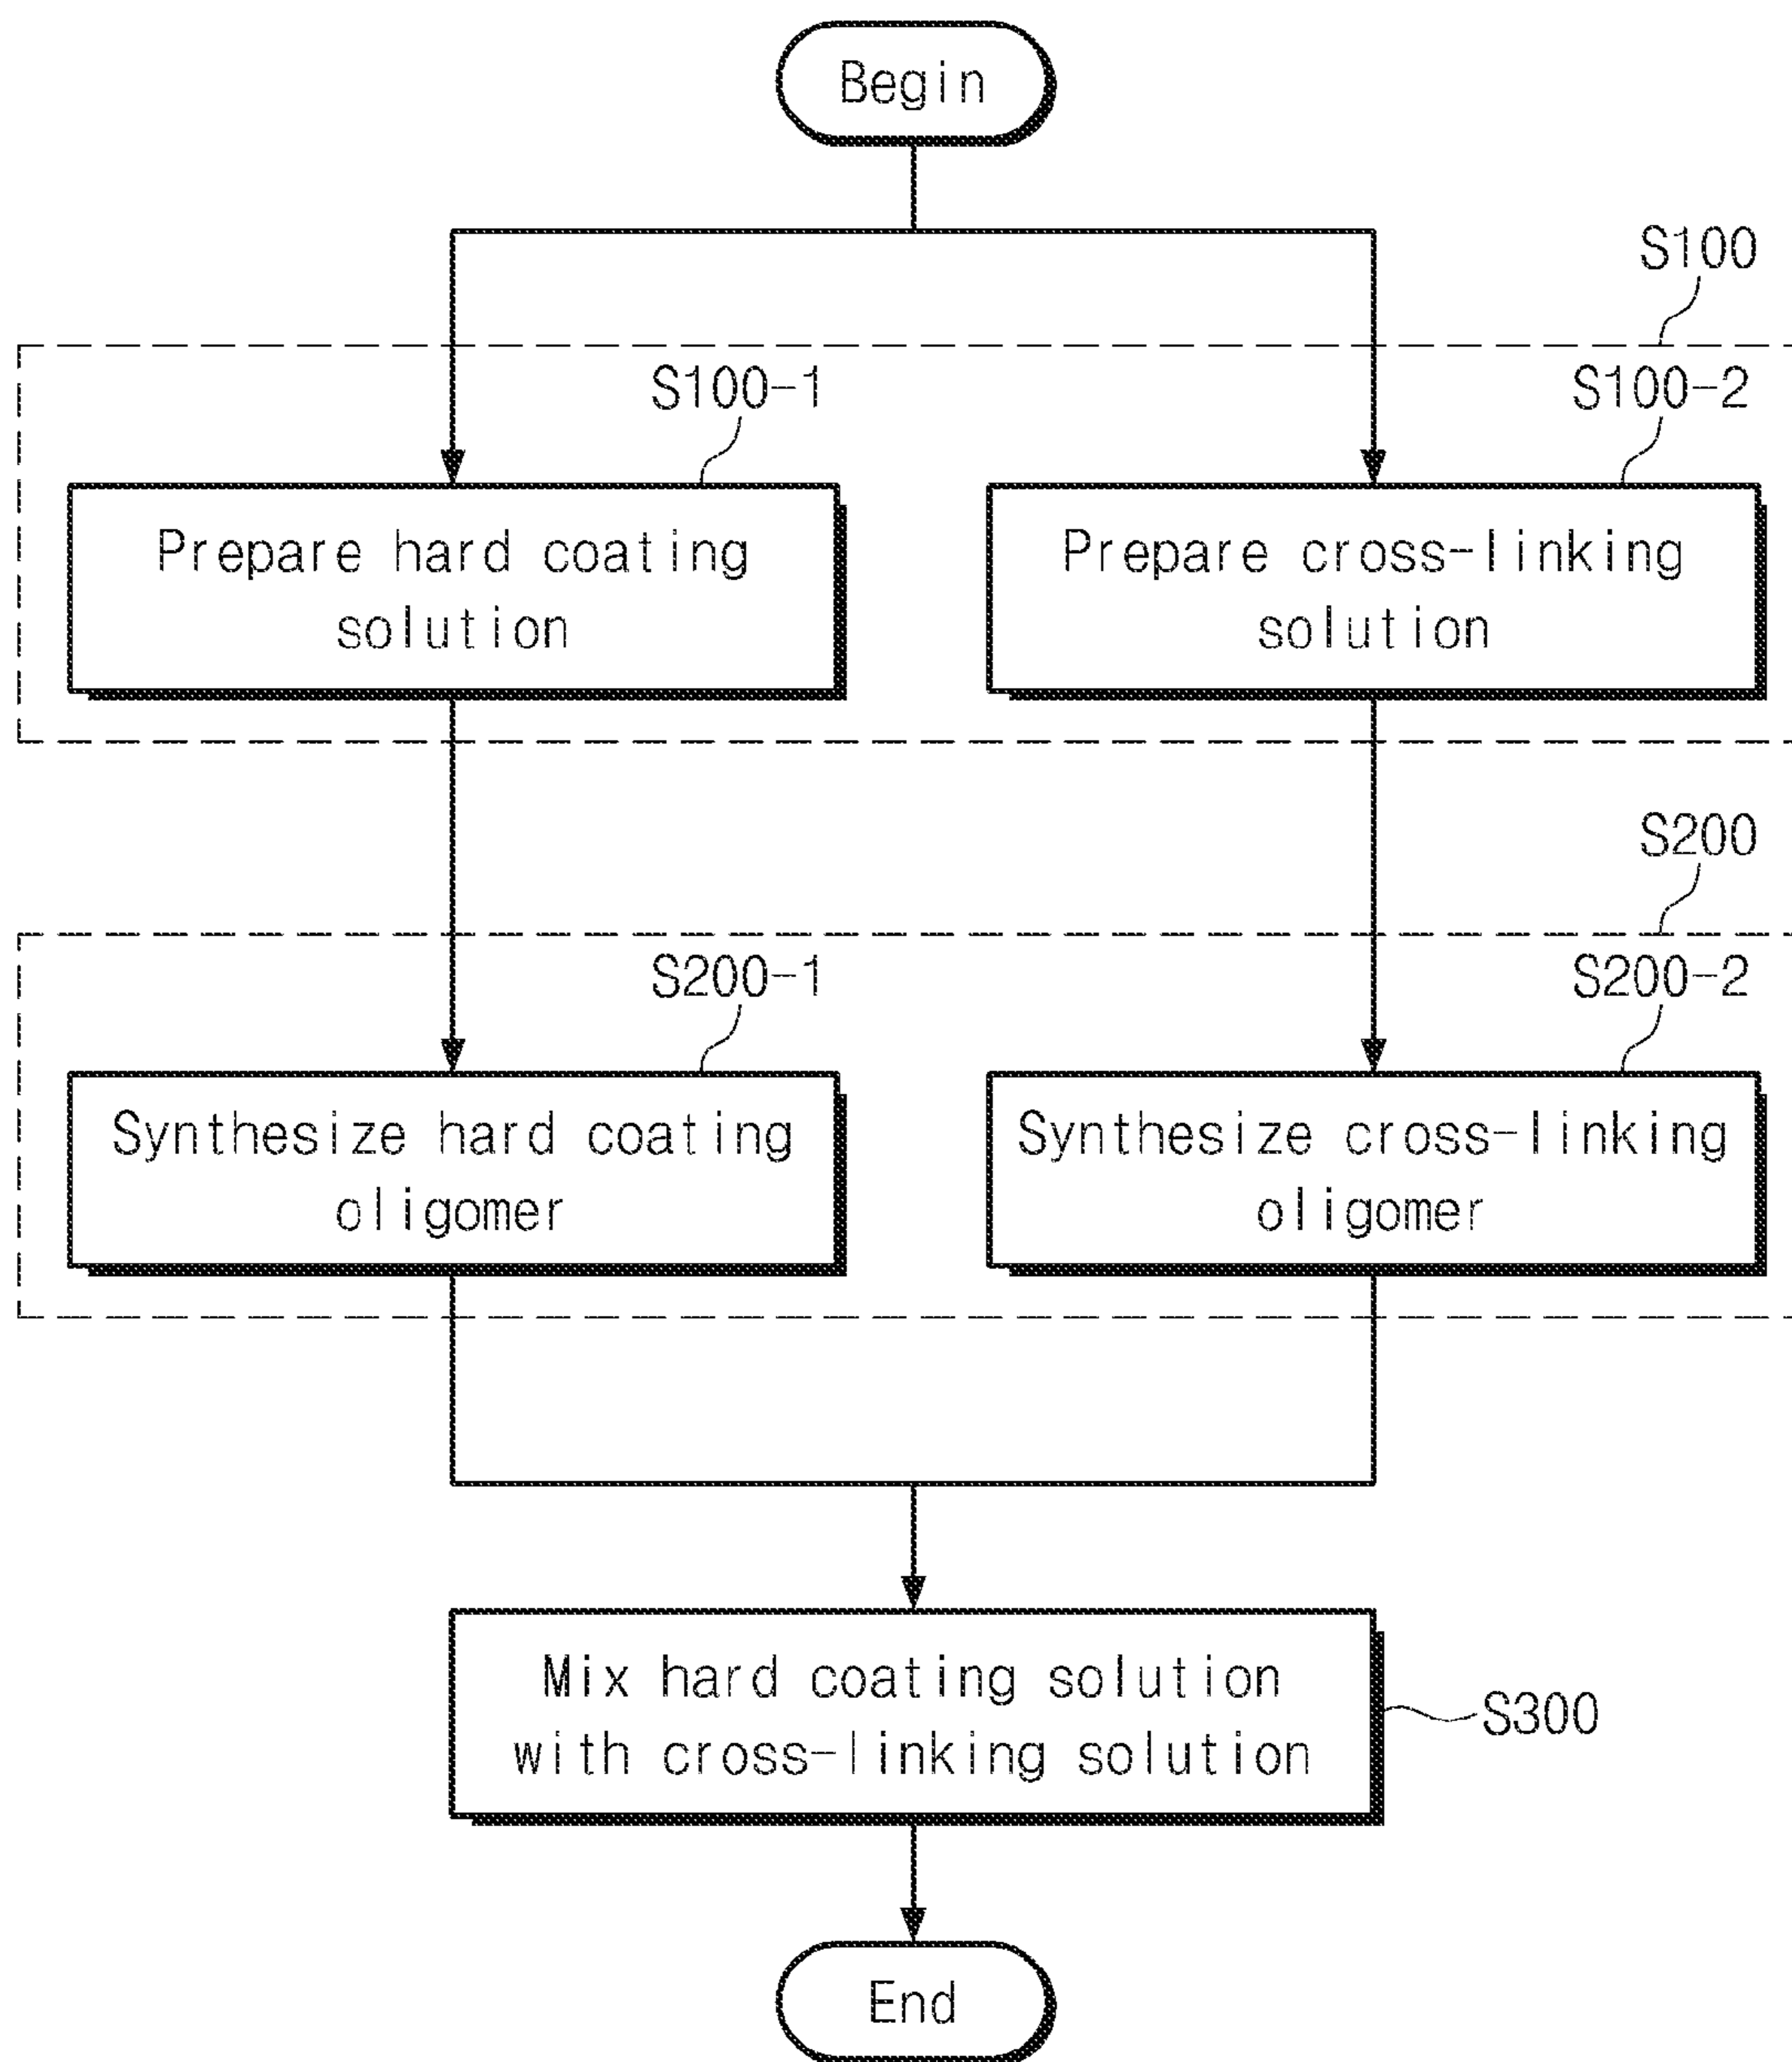 Begin
S100
S100-1
S100-2
Prepare hard coating
solution
Prepare cross-linking
solution
S200
S200-1
S200-2
Synthesize hard coating
oligomer
Synthesize cross-linking
oligomer
Mix hard coating solution
with cross-linking solution
S300
End